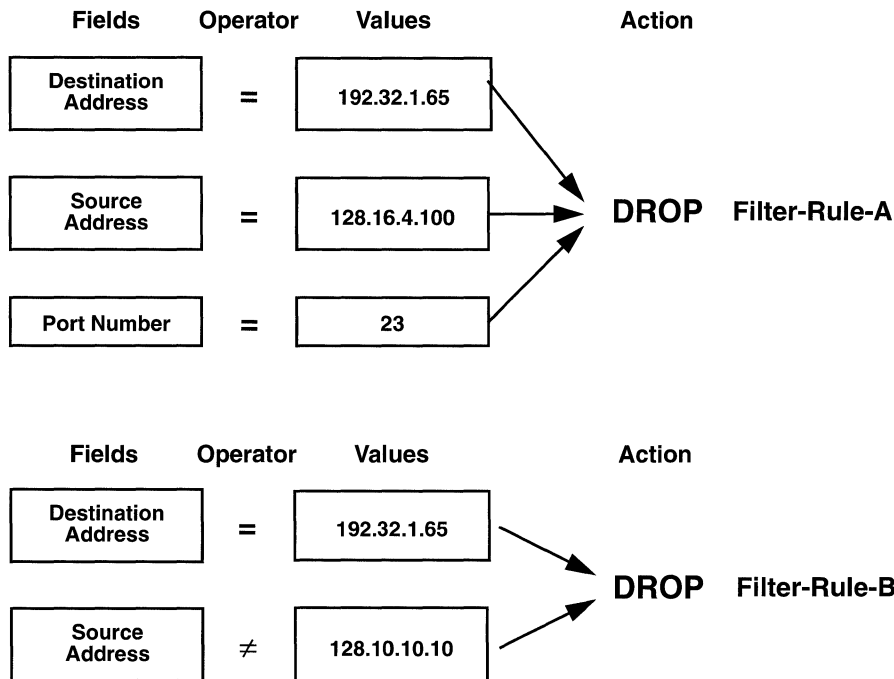 Fields Operator Values Action
Destination
Address = 192.32.1.65
Source
Address = 128.16.4.100
DROP Filter-Rule-A
Port Number = 23
Fields Operator Values Action
Destination
Address = 192.32.1.65
DROP Filter-Rule-B
Source
Address ≠ 128.10.10.10